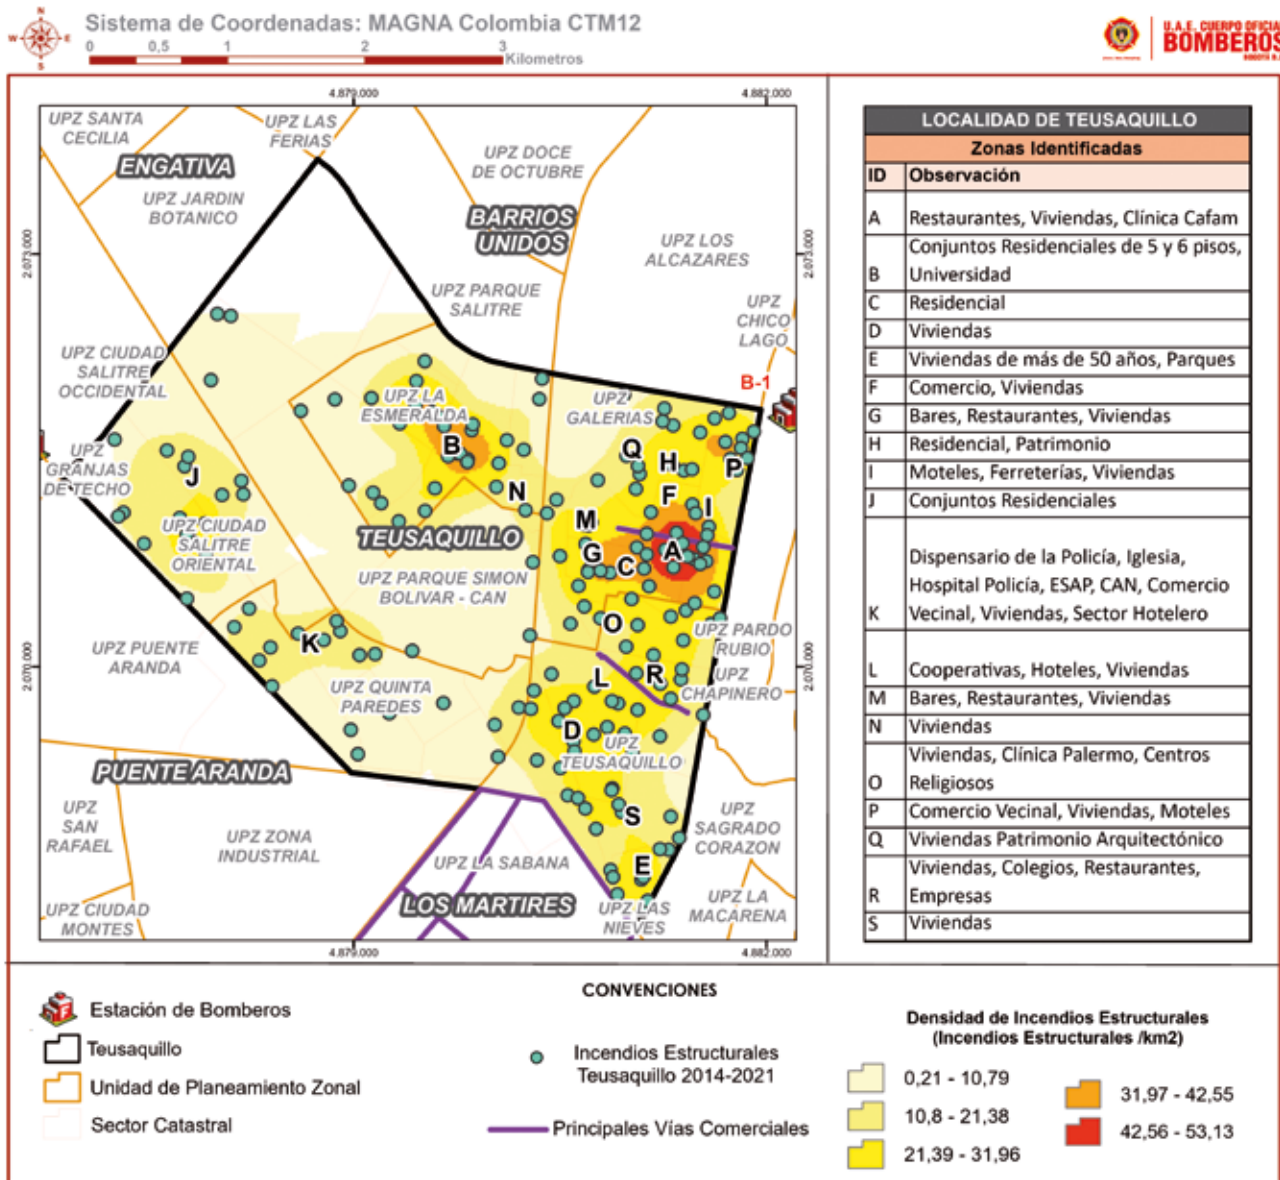 N
W
E
S
Sistema de Coordenadas: MAGNA Colombia CTM12
0 0,5 1 2 3
Kilometros
U.A.E. CUERPO OFICIAL
BOMBEROS
4.879.000
4.882.000
2.073.000
2.073.000
2.070.000
2.070.000
4.879.000
4.882.000
UPZ SANTA
CECILIA
UPZ LAS
FERIAS
ENGATIVA
UPZ JARDIN
BOTANICO
UPZ DOCE
DE OCTUBRE
BARRIOS
UNIDOS
UPZ LOS
ALCAZARES
UPZ PARQUE
SALITRE
UPZ
CHICO
LAGO
UPZ CIUDAD
SALITRE
OCCIDENTAL
B-1
UPZ LA
ESMERALDA
UPZ
GALERIAS
B
Q
H
P
UPZ
GRANJAS
DE TECHO
J
N
F
I
M
UPZ CIUDAD
SALITRE
ORIENTAL
TEUSAQUILLO
G
C
A
UPZ PARQUE SIMON
BOLIVAR - CAN
O
UPZ PARDO
RUBIO
K
UPZ PUENTE
ARANDA
L
R
UPZ
CHAPINERO
UPZ QUINTA
PAREDES
D
UPZ
TEUSAQUILLO
PUENTE ARANDA
S
UPZ
SAN
RAFAEL
UPZ ZONA
INDUSTRIAL
UPZ
SAGRADO
CORAZON
UPZ LA SABANA
E
LOS MARTIRES
UPZ LAS
NIEVES
UPZ LA
MACARENA
UPZ CIUDAD
MONTES
LOCALIDAD DE TEUSAQUILLO
Zonas Identificadas
ID Observación
A Restaurantes, Viviendas, Clínica Cafam
Conjuntos Residenciales de 5 y 6 pisos,
B Universidad
C Residencial
D Viviendas
E Viviendas de más de 50 años, Parques
F Comercio, Viviendas
G Bares, Restaurantes, Viviendas
H Residencial, Patrimonio
I Moteles, Ferreterías, Viviendas
J Conjuntos Residenciales
Dispensario de la Policía, Iglesia,
Hospital Policía, ESAP, CAN, Comercio
K Vecinal, Viviendas, Sector Hotelero
L Cooperativas, Hoteles, Viviendas
M Bares, Restaurantes, Viviendas
N Viviendas
Viviendas, Clínica Palermo, Centros
O Religiosos
P Comercio Vecinal, Viviendas, Moteles
Q Viviendas Patrimonio Arquitectónico
Viviendas, Colegios, Restaurantes,
R Empresas
S Viviendas
CONVENCIONES
Estación de Bomberos
Teusaquillo
Unidad de Planeamiento Zonal
Sector Catastral
Incendios Estructurales
Teusaquillo 2014-2021
Principales Vías Comerciales
Densidad de Incendios Estructurales
(Incendios Estructurales /km2)
0,21 - 10,79
10,8 - 21,38
21,39 - 31,96
31,97 - 42,55
42,56 - 53,13